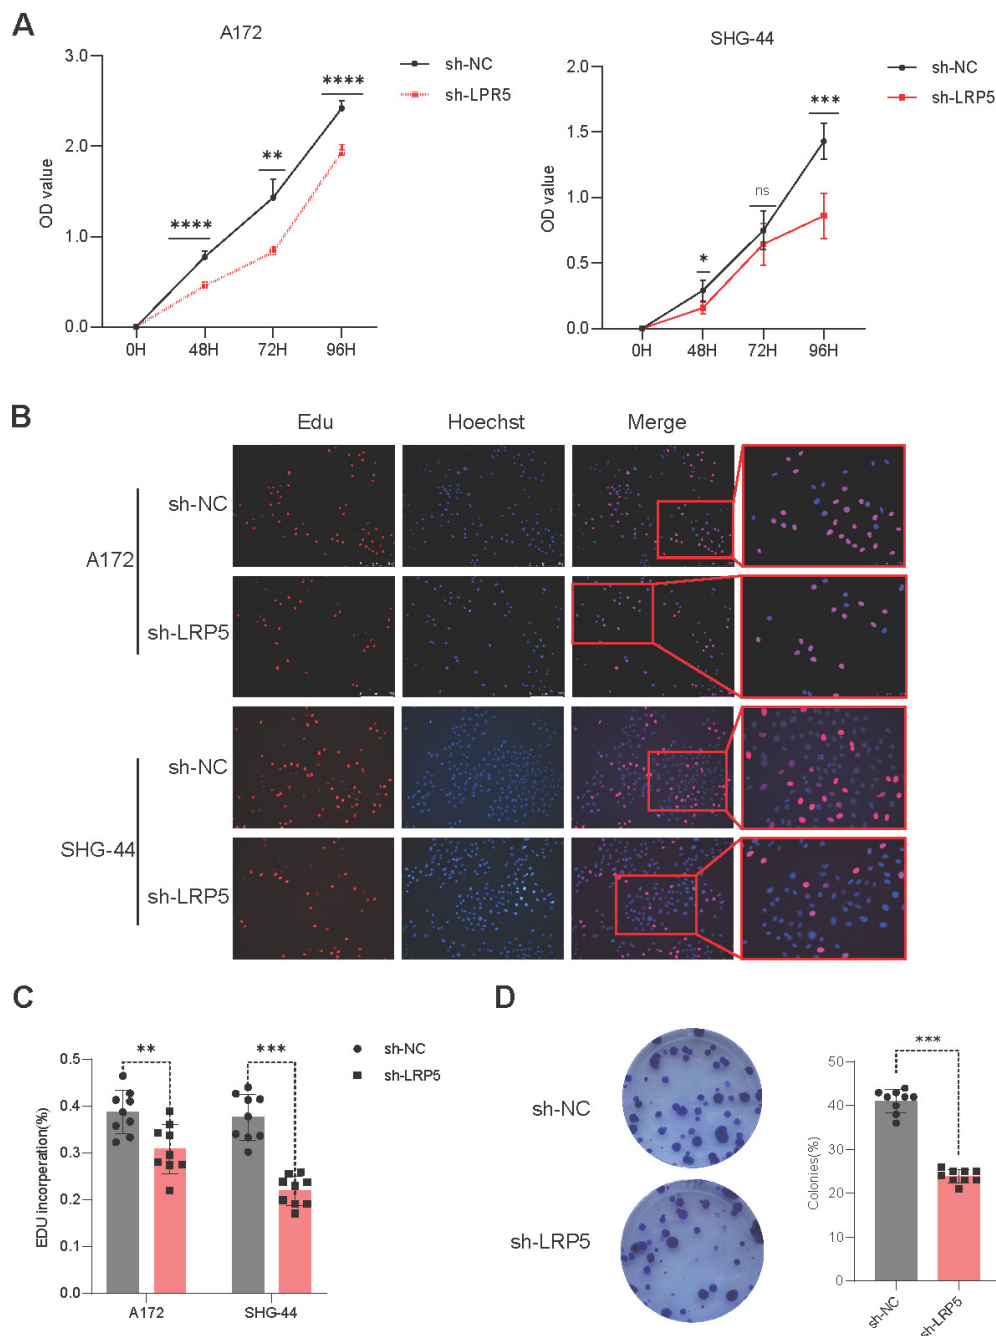 A
A172
sh-NC
sh-LPR5
OD value
3.0
2.0
1.0
0.0
****
**
****
0H
48H
72H
96H
SHG-44
sh-NC
sh-LRP5
OD value
2.0
1.5
1.0
0.5
0.0
*
ns
***
0H
48H
72H
96H
B
Edu
Hoechst
Merge
A172
sh-NC
sh-LRP5
SHG-44
sh-NC
sh-LRP5
C
EDU incorperation(%)
0.5
0.4
0.3
0.2
0.1
0.0
**
***
sh-NC
sh-LRP5
A172
SHG-44
D
sh-NC
sh-LRP5
Colonies(%)
50
40
30
20
10
0
***
sh-NC
sh-LRP5